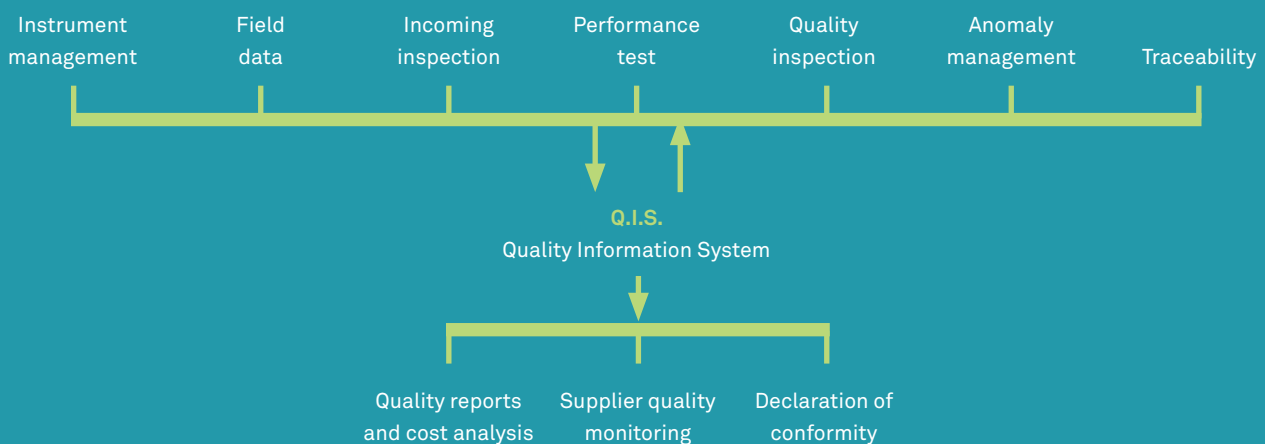 Instrument
management
Field
data
Incoming
inspection
Performance
test
Quality
inspection
Anomaly
management
Traceability
Q.I.S.
Quality Information System
Quality reports
and cost analysis
Supplier quality
monitoring
Declaration of
conformity